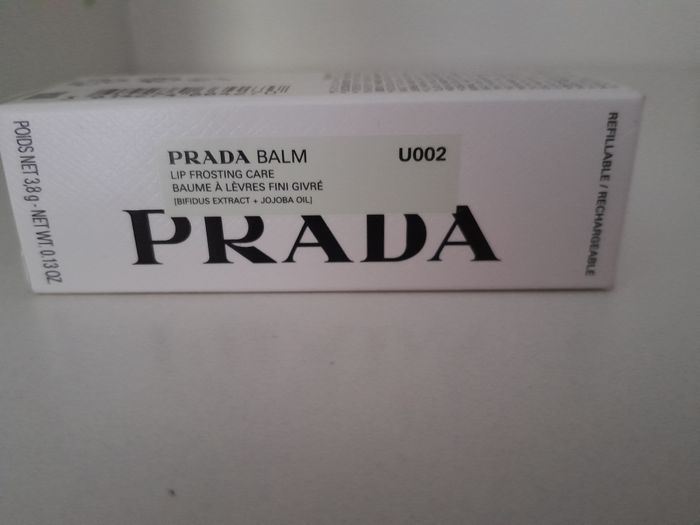 POIDS NET 3,8 g - NET WT. 0.13 OZ
PRADA BALM U002
LIP FROSTING CARE
BAUME À LÈVRES FINI GIVRÉ
[BIFIDUS EXTRACT + JOJOBA OIL]
PRADA
REFILLABLE / RECHARGEABLE